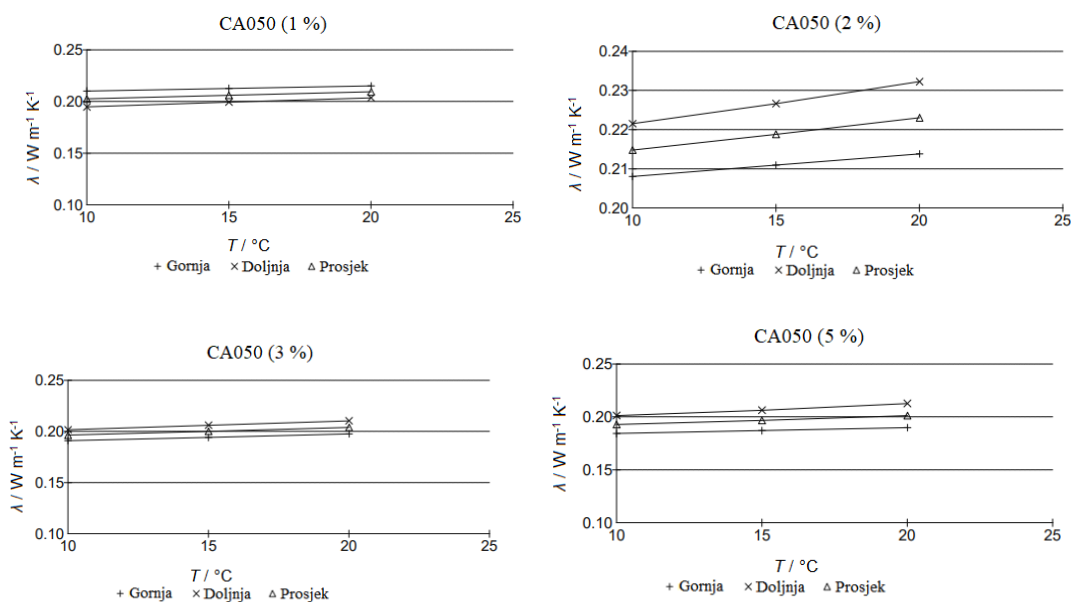 CA050 (1 %)
0.25
0.20
0.15
0.10
λ / W m⁻¹ K⁻¹
10 15 20 25
T / °C
+ Gornja × Doljnja △ Prosjek
CA050 (2 %)
0.24
0.23
0.22
0.21
0.20
λ / W m⁻¹ K⁻¹
10 15 20 25
T / °C
+ Gornja × Doljnja △ Prosjek
CA050 (3 %)
0.25
0.20
0.15
0.10
λ / W m⁻¹ K⁻¹
10 15 20 25
T / °C
+ Gornja × Doljnja △ Prosjek
CA050 (5 %)
0.25
0.20
0.15
0.10
λ / W m⁻¹ K⁻¹
10 15 20 25
T / °C
+ Gornja × Doljnja △ Prosjek